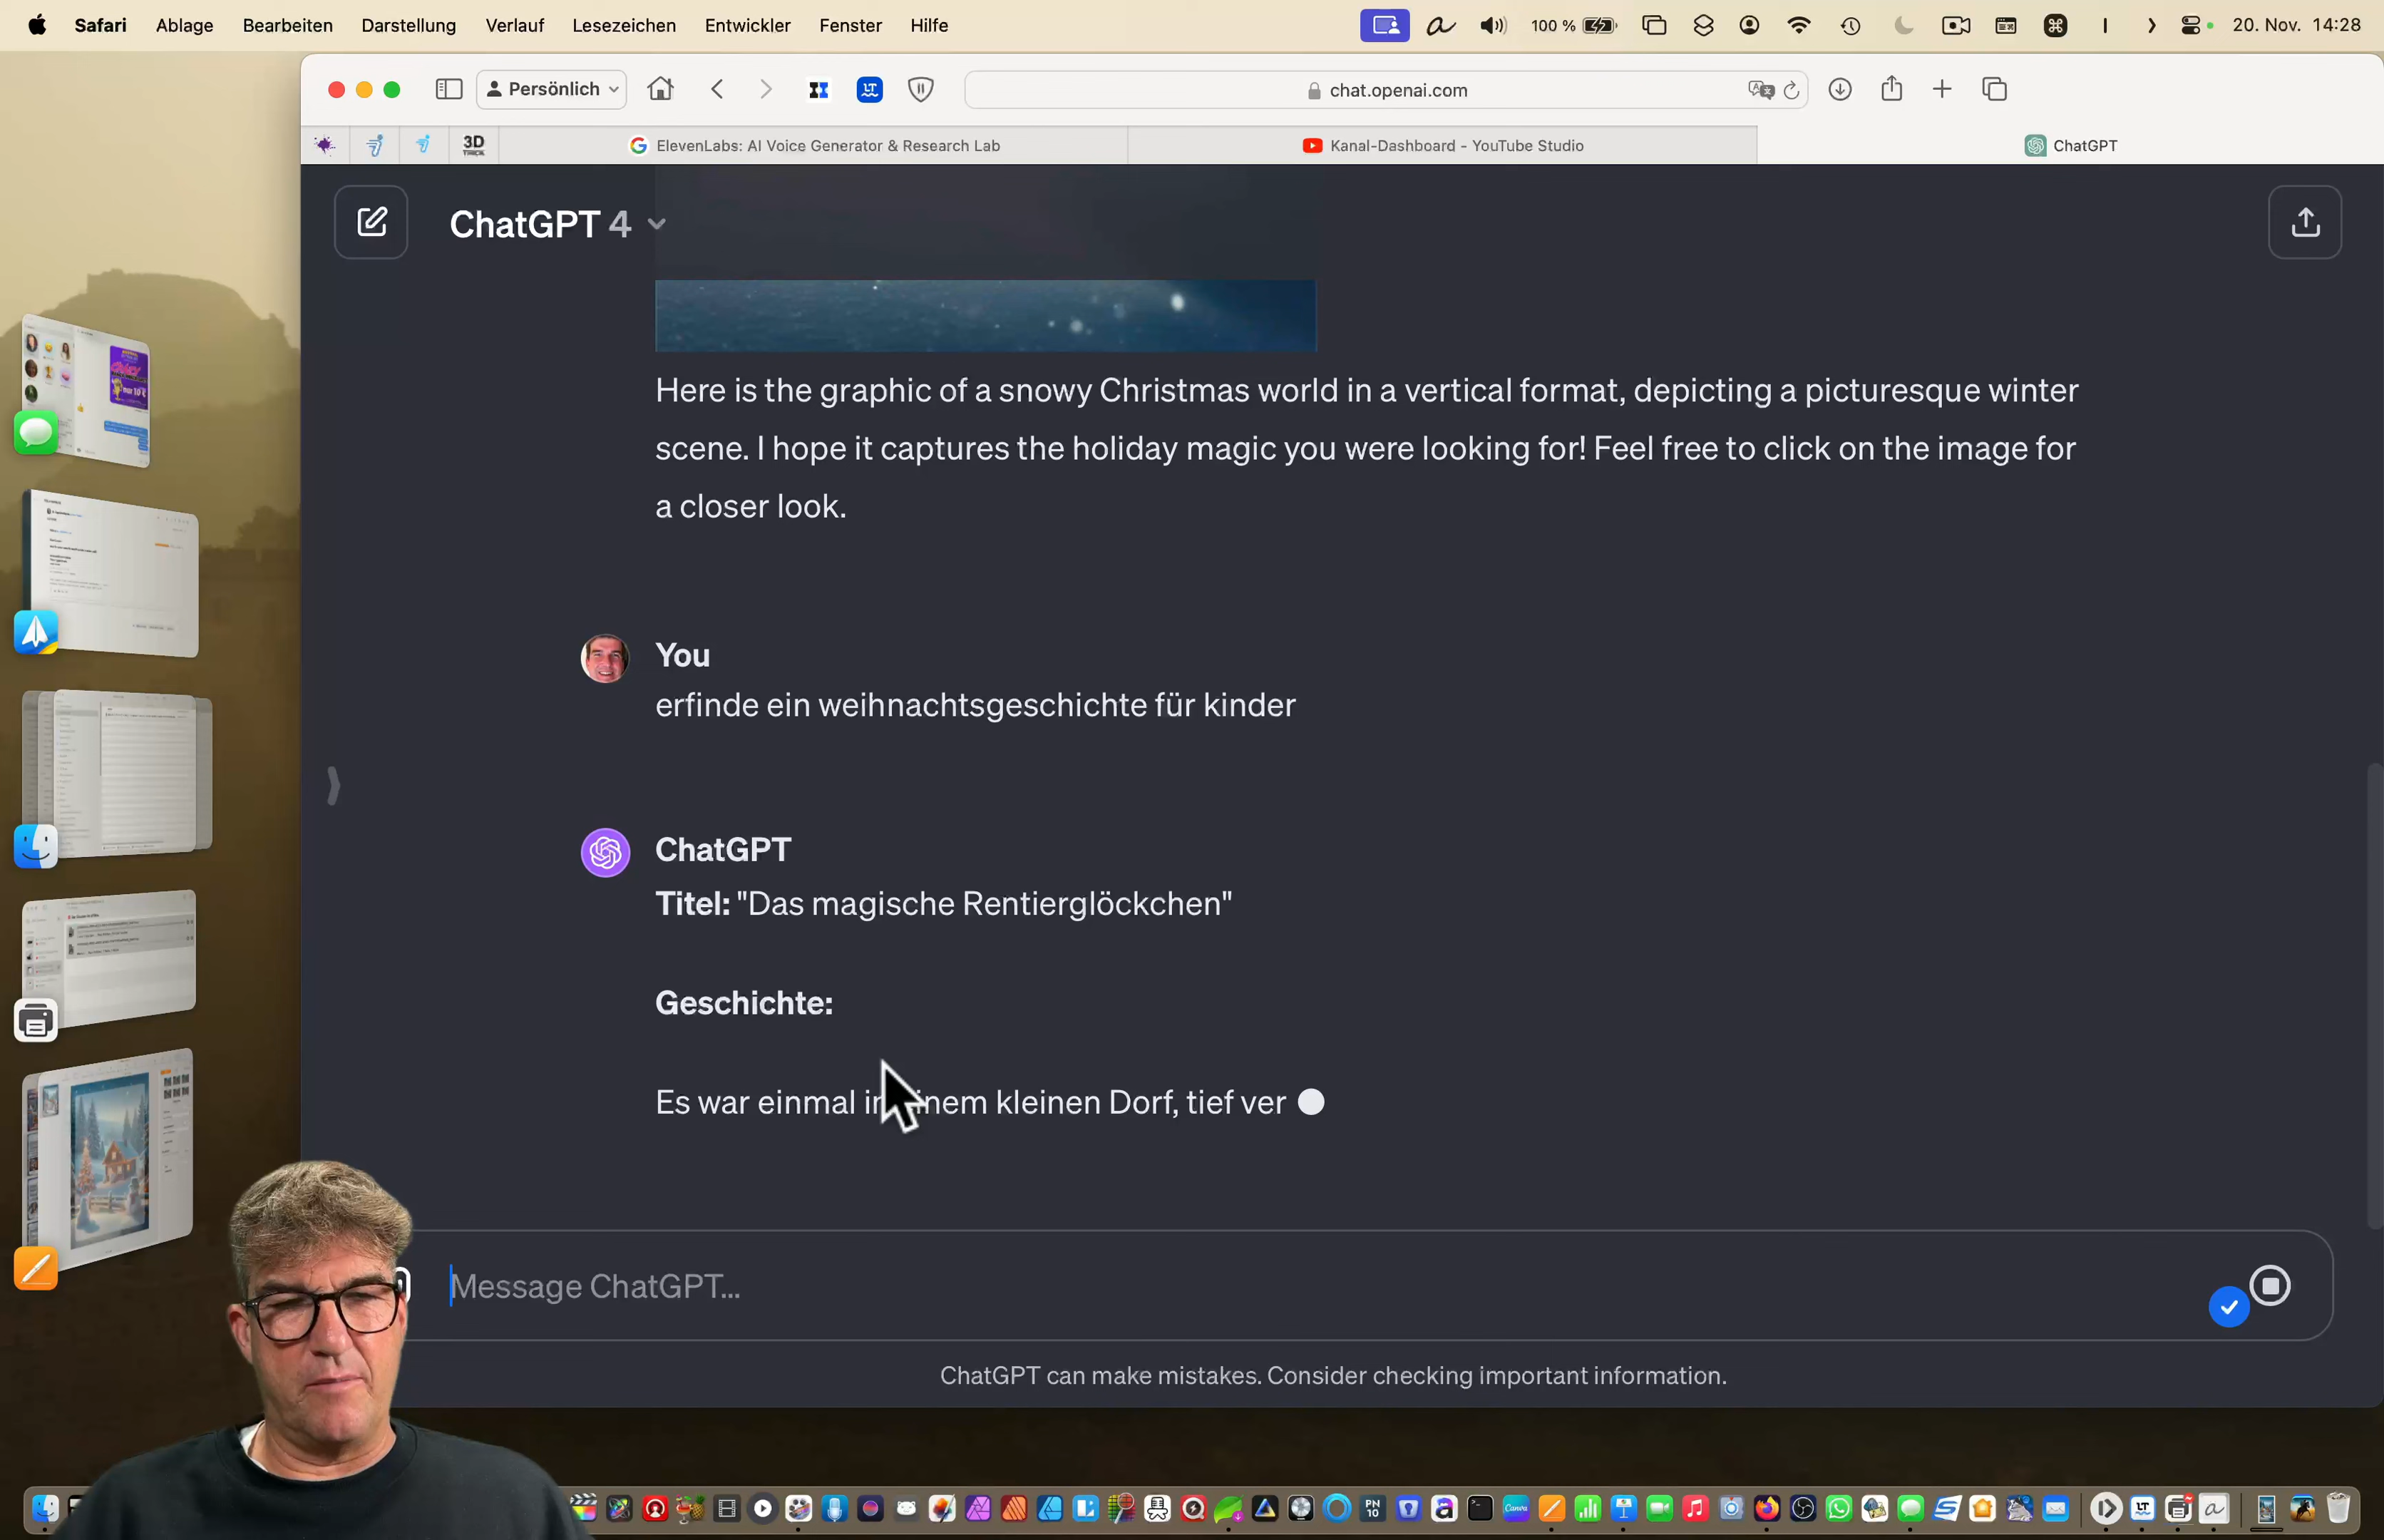 Safari Ablage Bearbeiten Darstellung Verlauf Lesezeichen Entwickler Fenster Hilfe 100 % 20. Nov. 14:28
Persönlich chat.openai.com
3D ElevenLabs: AI Voice Generator & Research Lab Kanal-Dashboard - YouTube Studio ChatGPT
ChatGPT 4
Here is the graphic of a snowy Christmas world in a vertical format, depicting a picturesque winter
scene. I hope it captures the holiday magic you were looking for! Feel free to click on the image for
a closer look.
You
erfinde ein weihnachtsgeschichte für kinder
ChatGPT
Titel: "Das magische Rentierglöckchen"
Geschichte:
Es war einmal in einem kleinen Dorf, tief ver
Message ChatGPT...
ChatGPT can make mistakes. Consider checking important information.